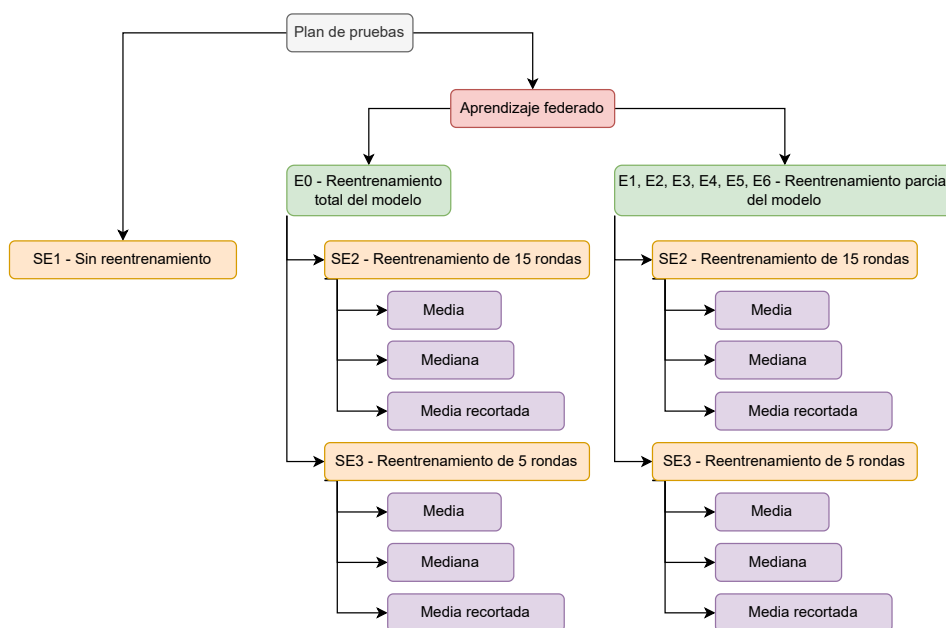 Plan de pruebas
Aprendizaje federado
E0 - Reentrenamiento
total del modelo
E1, E2, E3, E4, E5, E6 - Reentrenamiento parcia
del modelo
SE1 - Sin reentrenamiento
SE2 - Reentrenamiento de 15 rondas
Media
Mediana
Media recortada
SE3 - Reentrenamiento de 5 rondas
Media
Mediana
Media recortada
SE2 - Reentrenamiento de 15 rondas
Media
Mediana
Media recortada
SE3 - Reentrenamiento de 5 rondas
Media
Mediana
Media recortada